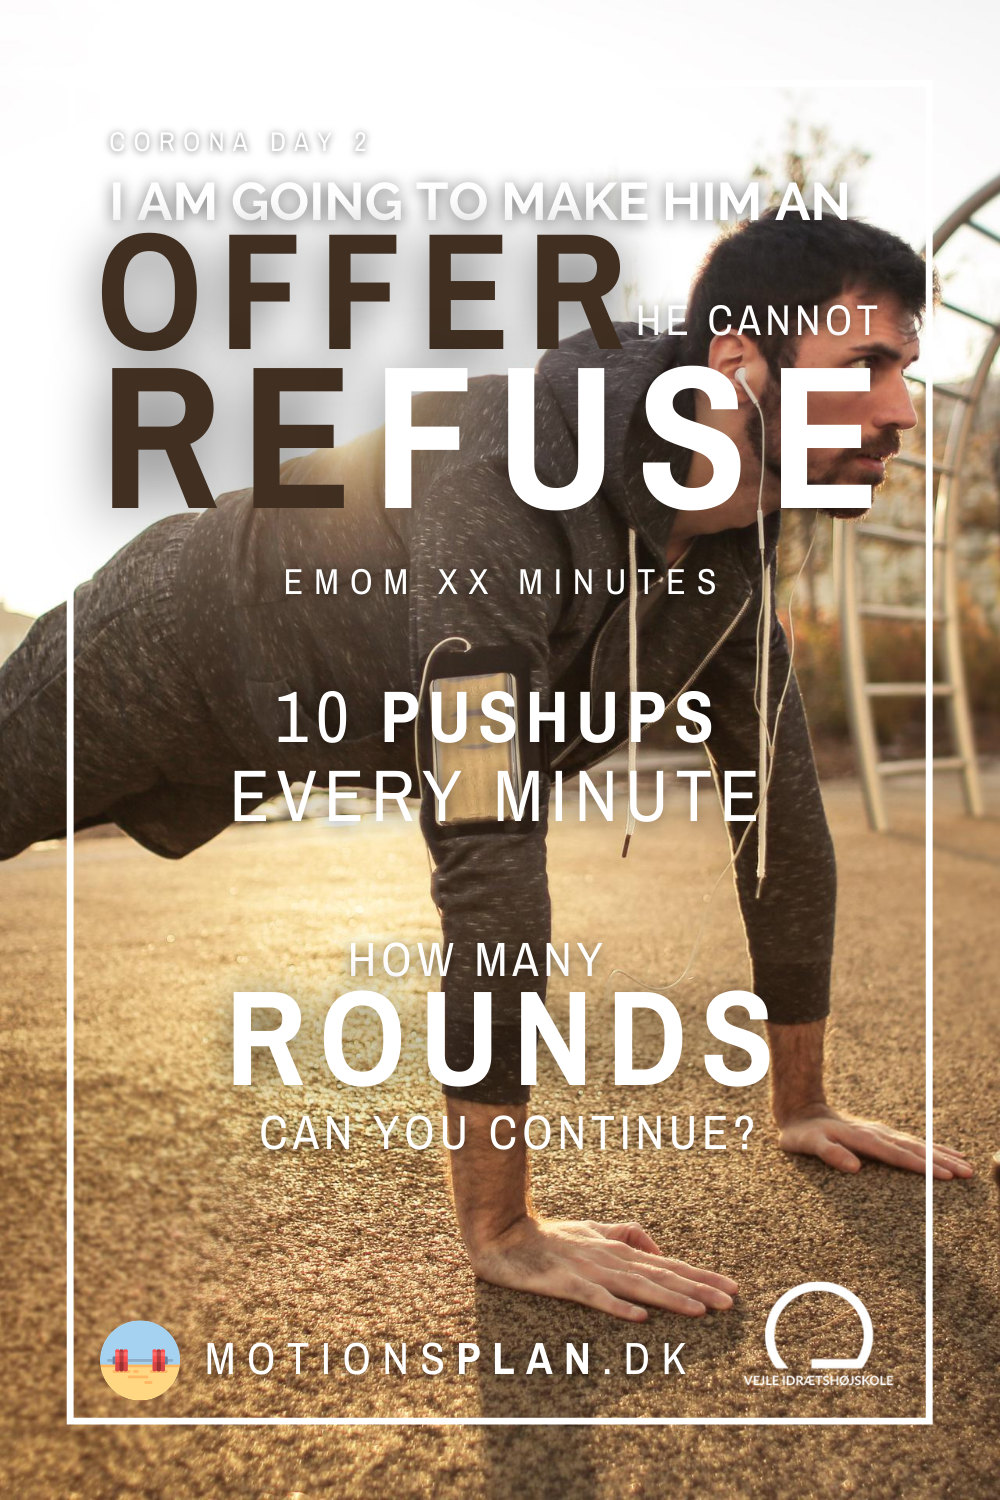 CORONA DAY 2
I AM GOING TO MAKE HIM AN
OFFER
HE CANNOT
REFUSE
EMOM XX MINUTES
10 PUSHUPS
EVERY MINUTE
HOW MANY
ROUNDS
CAN YOU CONTINUE?
MOTIONSPLAN.DK
VEJLE IDRÆTSHØJSKOLE